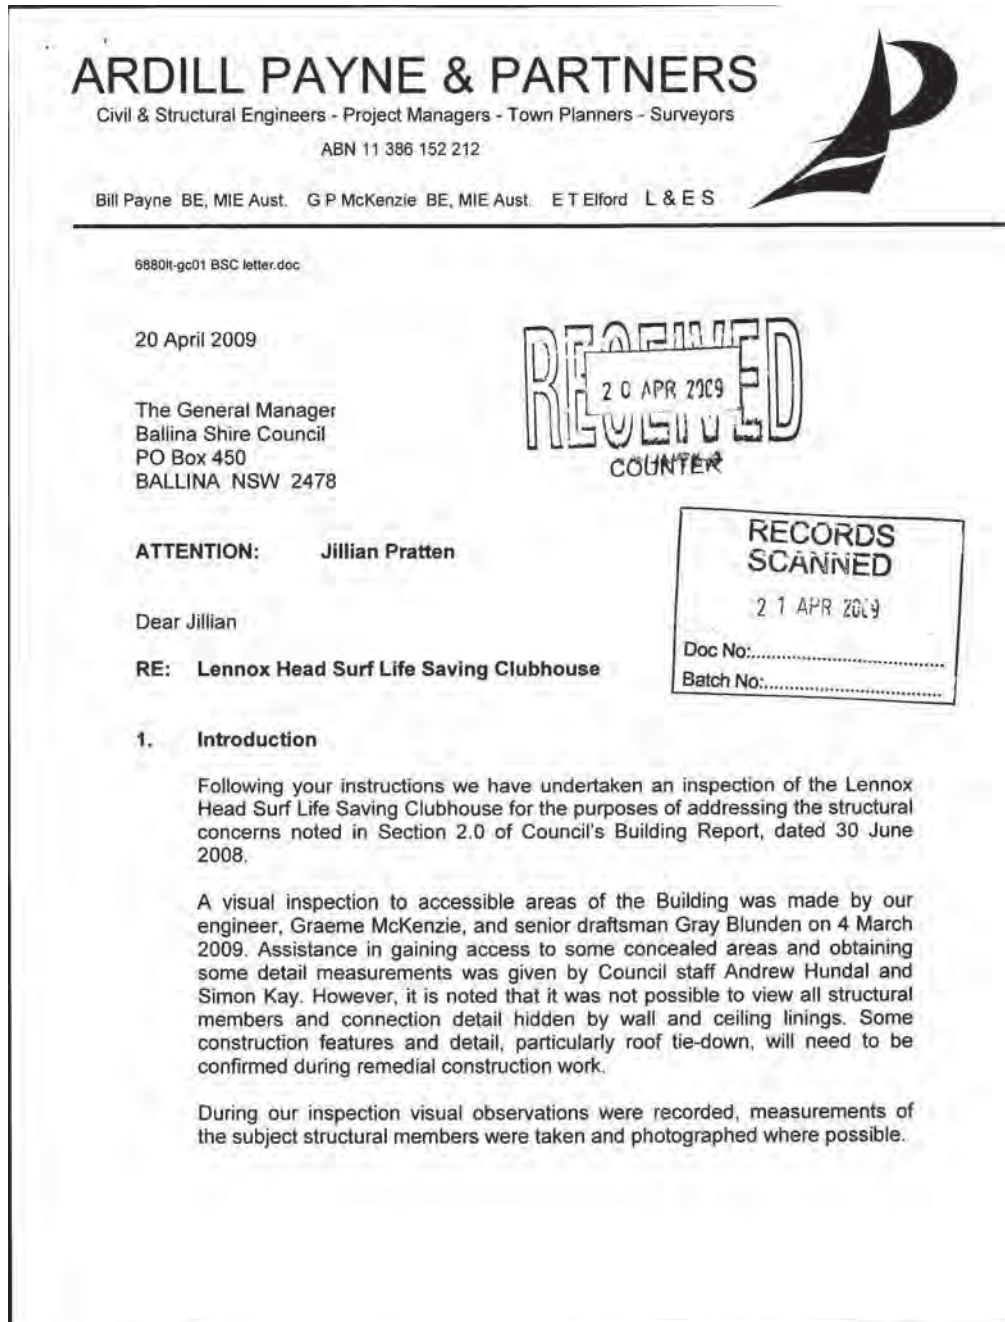 ARDILL PAYNE & PARTNERS
Civil & Structural Engineers - Project Managers - Town Planners - Surveyors
ABN 11 386 152 212
Bill Payne BE, MIE Aust. G P McKenzie BE, MIE Aust. E T Elford L & E S
6880lt-gc01 BSC letter.doc
20 April 2009
RECEIVED
20 APR 2009
COUNTER
The General Manager
Ballina Shire Council
PO Box 450
BALLINA NSW 2478
ATTENTION: Jillian Pratten
RECORDS
SCANNED
21 APR 2009
Doc No:
Batch No:
Dear Jillian
RE: Lennox Head Surf Life Saving Clubhouse
1. Introduction
Following your instructions we have undertaken an inspection of the Lennox
Head Surf Life Saving Clubhouse for the purposes of addressing the structural
concerns noted in Section 2.0 of Council's Building Report, dated 30 June
2008.
A visual inspection to accessible areas of the Building was made by our
engineer, Graeme McKenzie, and senior draftsman Gray Blunden on 4 March
2009. Assistance in gaining access to some concealed areas and obtaining
some detail measurements was given by Council staff Andrew Hundal and
Simon Kay. However, it is noted that it was not possible to view all structural
members and connection detail hidden by wall and ceiling linings. Some
construction features and detail, particularly roof tie-down, will need to be
confirmed during remedial construction work.
During our inspection visual observations were recorded, measurements of
the subject structural members were taken and photographed where possible.